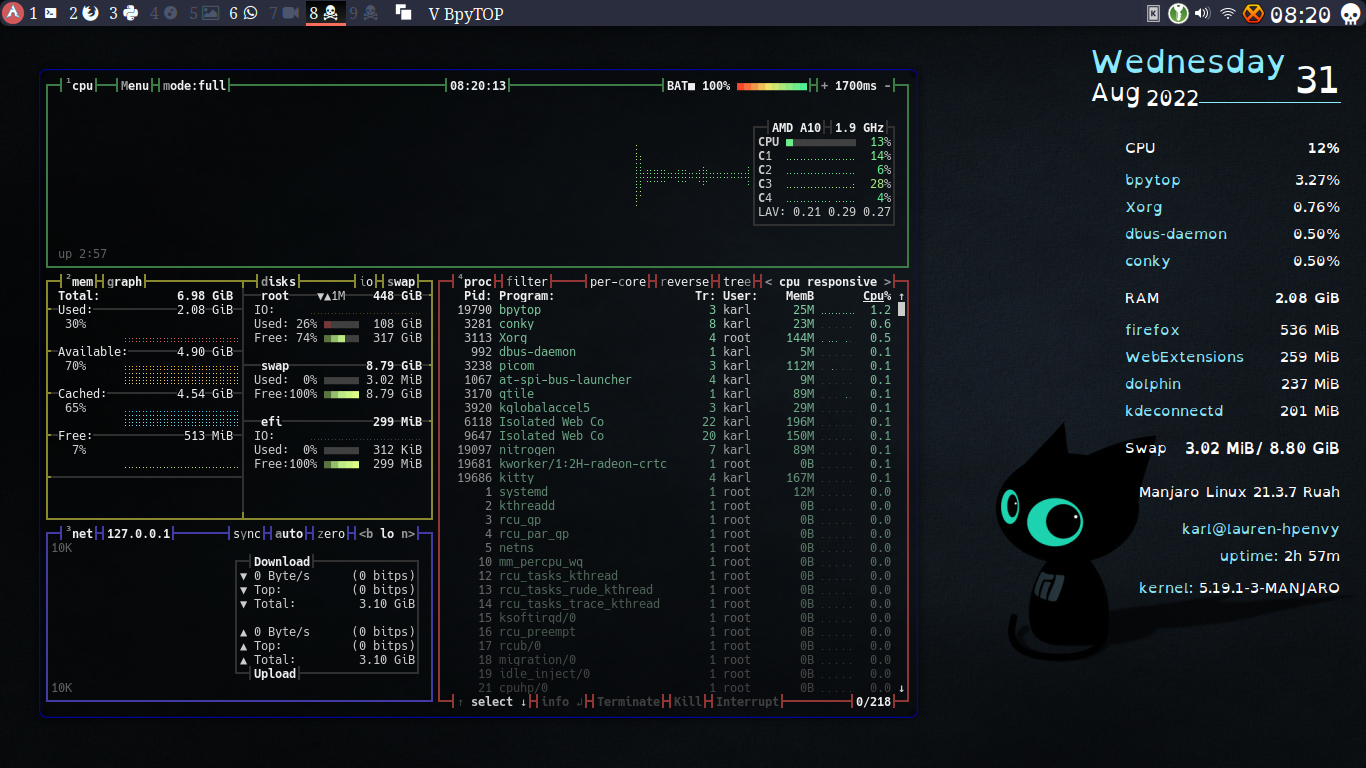 1 2 3 4 5 6 7 8 9 V BpyTOP 08:20
¹cpu Menu mode:full 08:20:13 BAT■ 100% + 1700ms -
AMD A10 1.9 GHz
CPU 13%
C1 14%
C2 6%
C3 28%
C4 4%
LAV: 0.21 0.29 0.27
up 2:57
²mem graph disks io swap
Total: 6.98 GiB
Used: 2.08 GiB
30%
Available: 4.90 GiB
70%
Cached: 4.54 GiB
65%
Free: 513 MiB
7%
root ▼▲1M 448 GiB
IO:
Used: 26% 108 GiB
Free: 74% 317 GiB
swap 8.79 GiB
Used: 0% 3.02 MiB
Free:100% 8.79 GiB
efi 299 MiB
IO:
Used: 0% 312 KiB
Free:100% 299 MiB
³net 127.0.0.1 sync auto zero <b lo n>
10K
Download
▼ 0 Byte/s (0 bitps)
▼ Top: (0 bitps)
▼ Total: 3.10 GiB
▲ 0 Byte/s (0 bitps)
▲ Top: (0 bitps)
▲ Total: 3.10 GiB
Upload
10K
⁴proc filter per-core reverse tree < cpu responsive >
Pid: Program: Tr: User: MemB Cpu% ↑
19790 bpytop 3 karl 25M 1.2
3281 conky 8 karl 23M 0.6
3113 Xorg 4 root 144M 0.5
992 dbus-daemon 1 karl 5M 0.1
3238 picom 3 karl 112M 0.1
1067 at-spi-bus-launcher 4 karl 9M 0.1
3170 qtile 1 karl 89M 0.1
3920 kglobalaccel5 3 karl 29M 0.1
6118 Isolated Web Co 22 karl 196M 0.1
9647 Isolated Web Co 20 karl 150M 0.1
19097 nitrogen 7 karl 89M 0.1
19681 kworker/1:2H-radeon-crtc 1 root 0B 0.1
19686 kitty 4 karl 167M 0.1
1 systemd 1 root 12M 0.0
2 kthreadd 1 root 0B 0.0
3 rcu_gp 1 root 0B 0.0
4 rcu_par_gp 1 root 0B 0.0
5 netns 1 root 0B 0.0
10 mm_percpu_wq 1 root 0B 0.0
12 rcu_tasks_kthread 1 root 0B 0.0
13 rcu_tasks_rude_kthread 1 root 0B 0.0
14 rcu_tasks_trace_kthread 1 root 0B 0.0
15 ksoftirqd/0 1 root 0B 0.0
16 rcu_preempt 1 root 0B 0.0
17 rcub/0 1 root 0B 0.0
18 migration/0 1 root 0B 0.0
19 idle_inject/0 1 root 0B 0.0
21 cpuhp/0 1 root 0B 0.0 ↓
↑ select ↓ info ↲ Terminate Kill Interrupt 0/218
Wednesday 31
Aug 2022
CPU 12%
bpytop 3.27%
Xorg 0.76%
dbus-daemon 0.50%
conky 0.50%
RAM 2.08 GiB
firefox 536 MiB
WebExtensions 259 MiB
dolphin 237 MiB
kdeconnectd 201 MiB
Swap 3.02 MiB/ 8.80 GiB
Manjaro Linux 21.3.7 Ruah
karl@lauren-hpenvy
uptime: 2h 57m
kernel: 5.19.1-3-MANJARO